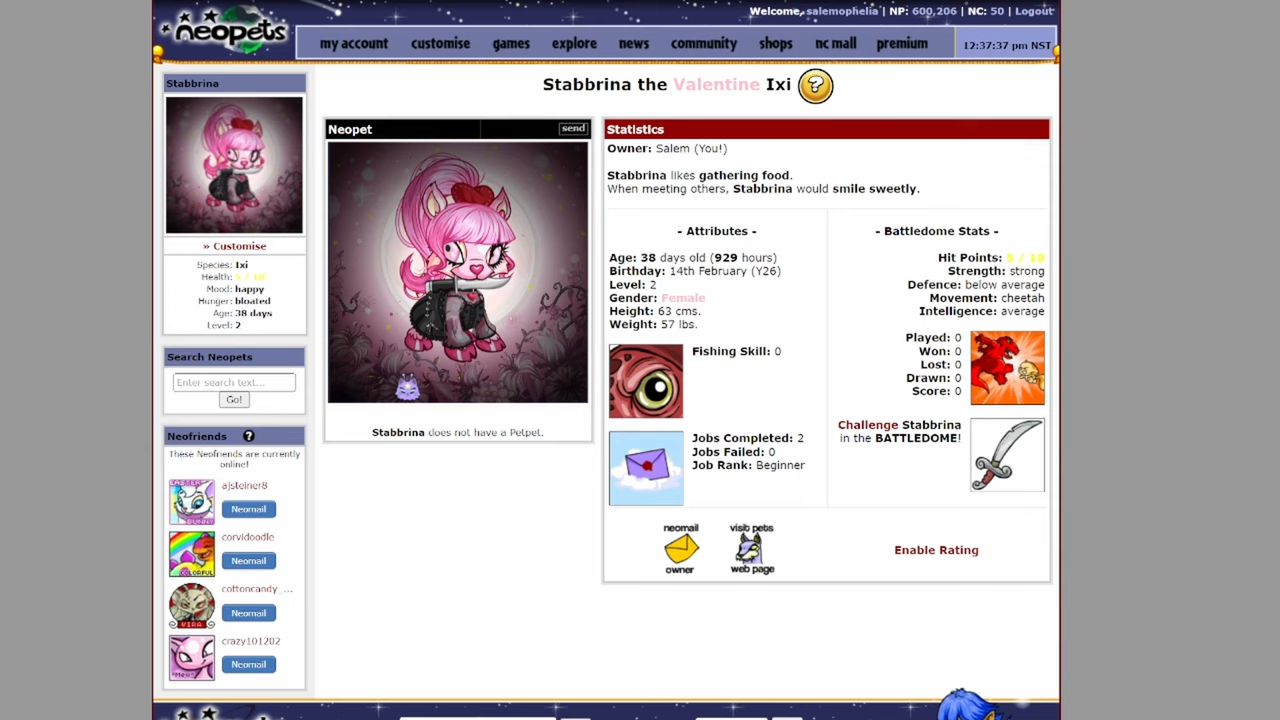 Welcome, salemophelia | NP: 600,206 | NC: 50 | Logout
neopets
my account customise games explore news community shops nc mall premium
12:37:37 pm NST
Stabbrina the Valentine Ixi
?
Stabbrina
» Customise
Species: Ixi
Health: 5 / 10
Mood: happy
Hunger: bloated
Age: 38 days
Level: 2
Search Neopets
Enter search text...
Go!
Neofriends ?
These Neofriends are currently
online!
EASTER
BUNNY
ajsteiner8
Neomail
COLORFUL
corvidoodle
Neomail
VIRA
cottoncandy_...
Neomail
crazy101202
Neomail
Neopet
send
Stabbrina does not have a Petpet.
Statistics
Owner: Salem (You!)
Stabbrina likes gathering food.
When meeting others, Stabbrina would smile sweetly.
- Attributes -
Age: 38 days old (929 hours)
Birthday: 14th February (Y26)
Level: 2
Gender: Female
Height: 63 cms.
Weight: 57 lbs.
Fishing Skill: 0
Jobs Completed: 2
Jobs Failed: 0
Job Rank: Beginner
- Battledome Stats -
Hit Points: 5 / 10
Strength: strong
Defence: below average
Movement: cheetah
Intelligence: average
Played: 0
Won: 0
Lost: 0
Drawn: 0
Score: 0
Challenge Stabbrina
in the BATTLEDOME!
neomail
owner
visit pets
web page
Enable Rating